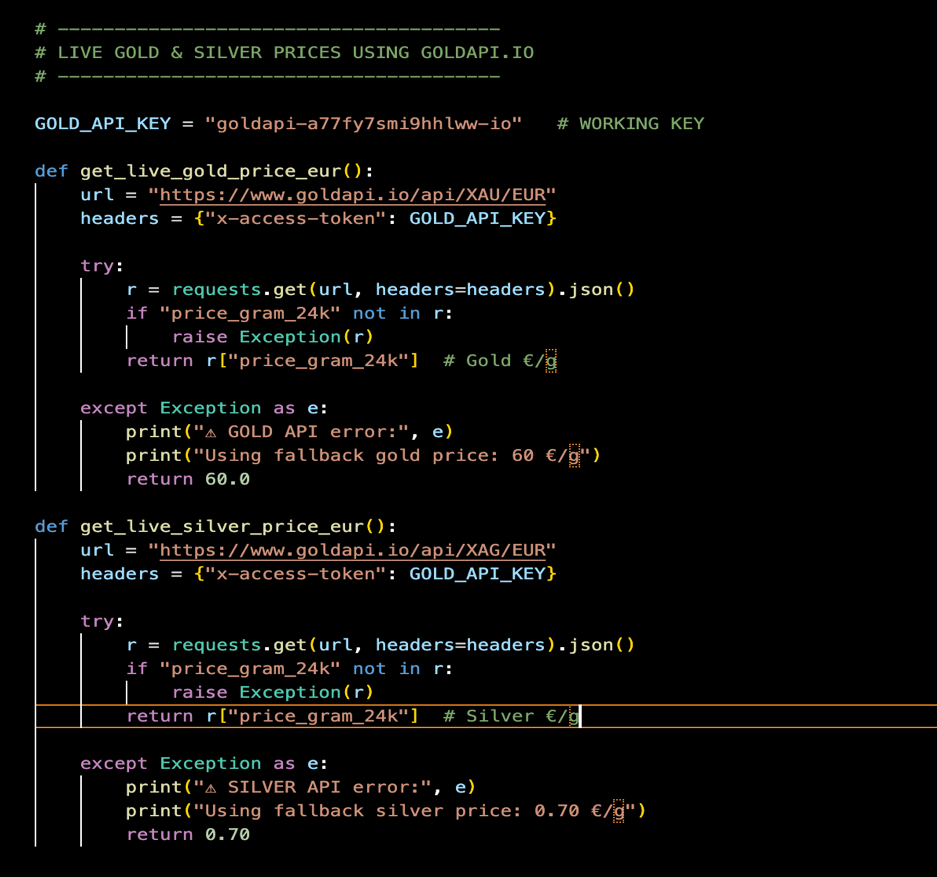 # ---------------------------------------
# LIVE GOLD & SILVER PRICES USING GOLDAPI.IO
# ---------------------------------------
GOLD_API_KEY = "goldapi-a77fy7smi9hhlww-io"   # WORKING KEY
def get_live_gold_price_eur():
    url = "https://www.goldapi.io/api/XAU/EUR"
    headers = {"x-access-token": GOLD_API_KEY}
    try:
        r = requests.get(url, headers=headers).json()
        if "price_gram_24k" not in r:
            raise Exception(r)
        return r["price_gram_24k"]  # Gold €/g
    except Exception as e:
        print("⚠ GOLD API error:", e)
        print("Using fallback gold price: 60 €/g")
        return 60.0
def get_live_silver_price_eur():
    url = "https://www.goldapi.io/api/XAG/EUR"
    headers = {"x-access-token": GOLD_API_KEY}
    try:
        r = requests.get(url, headers=headers).json()
        if "price_gram_24k" not in r:
            raise Exception(r)
        return r["price_gram_24k"]  # Silver €/g
    except Exception as e:
        print("⚠ SILVER API error:", e)
        print("Using fallback silver price: 0.70 €/g")
        return 0.70